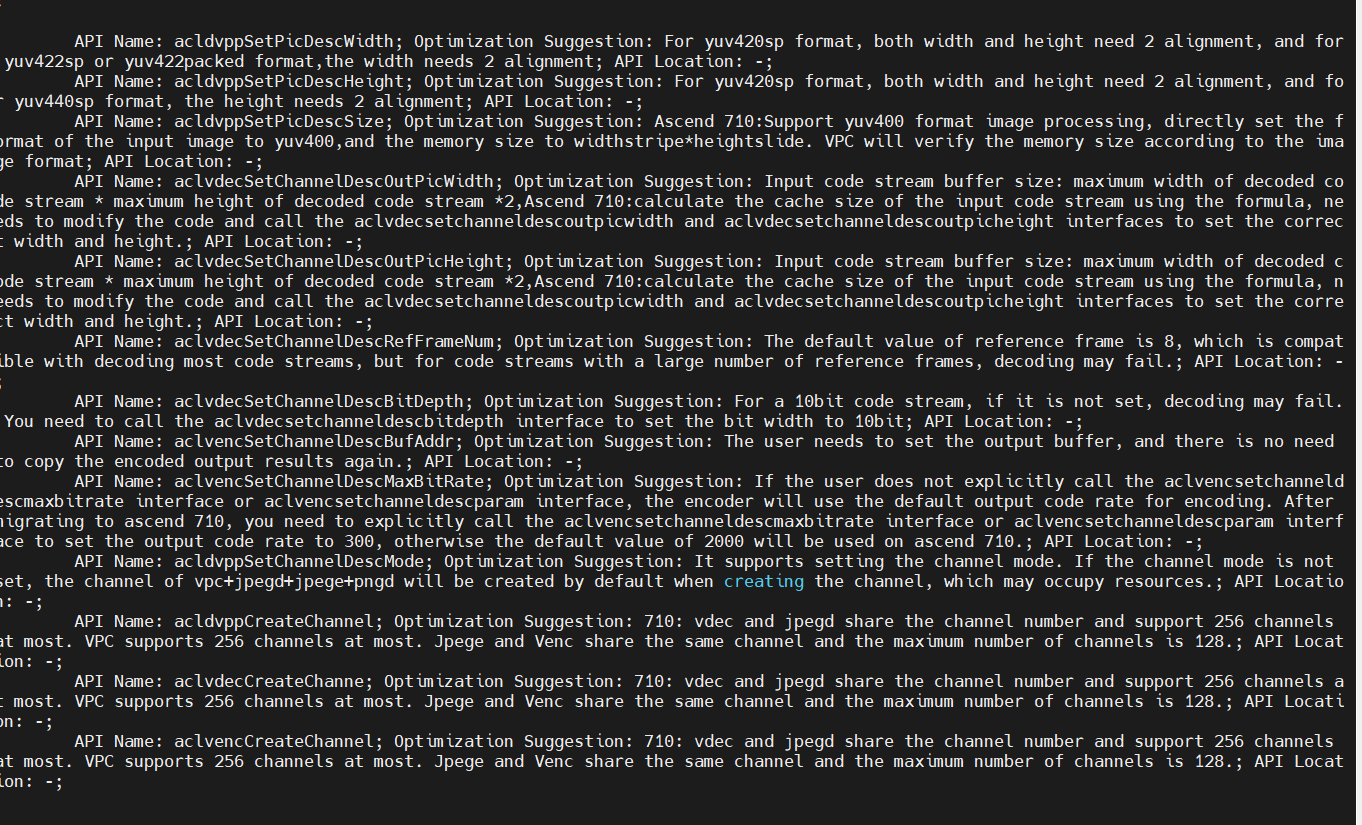 API Name: acldvppSetPicDescWidth; Optimization Suggestion: For yuv420sp format, both width and height need 2 alignment, and for
yuv422sp or yuv422packed format,the width needs 2 alignment; API Location: -;
API Name: acldvppSetPicDescHeight; Optimization Suggestion: For yuv420sp format, both width and height need 2 alignment, and fo
r yuv440sp format, the height needs 2 alignment; API Location: -;
API Name: acldvppSetPicDescSize; Optimization Suggestion: Ascend 710:Support yuv400 format image processing, directly set the f
ormat of the input image to yuv400,and the memory size to widthstripe*heightslide. VPC will verify the memory size according to the ima
ge format; API Location: -;
API Name: aclvdecSetChannelDescOutPicWidth; Optimization Suggestion: Input code stream buffer size: maximum width of decoded co
de stream * maximum height of decoded code stream *2,Ascend 710:calculate the cache size of the input code stream using the formula, ne
eds to modify the code and call the aclvdecsetchanneldescoutpicwidth and aclvdecsetchanneldescoutpicheight interfaces to set the correc
t width and height.; API Location: -;
API Name: aclvdecSetChannelDescOutPicHeight; Optimization Suggestion: Input code stream buffer size: maximum width of decoded c
ode stream * maximum height of decoded code stream *2,Ascend 710:calculate the cache size of the input code stream using the formula, n
eeds to modify the code and call the aclvdecsetchanneldescoutpicwidth and aclvdecsetchanneldescoutpicheight interfaces to set the corre
ct width and height.; API Location: -;
API Name: aclvdecSetChannelDescRefFrameNum; Optimization Suggestion: The default value of reference frame is 8, which is compat
ible with decoding most code streams, but for code streams with a large number of reference frames, decoding may fail.; API Location: -
;
API Name: aclvdecSetChannelDescBitDepth; Optimization Suggestion: For a 10bit code stream, if it is not set, decoding may fail.
You need to call the aclvdecsetchanneldescbitdepth interface to set the bit width to 10bit; API Location: -;
API Name: aclvencSetChannelDescBufAddr; Optimization Suggestion: The user needs to set the output buffer, and there is no need
to copy the encoded output results again.; API Location: -;
API Name: aclvencSetChannelDescMaxBitRate; Optimization Suggestion: If the user does not explicitly call the aclvencsetchanneld
escmaxbitrate interface or aclvencsetchanneldescparam interface, the encoder will use the default output code rate for encoding. After
migrating to ascend 710, you need to explicitly call the aclvencsetchanneldescmaxbitrate interface or aclvencsetchanneldescparam interf
ace to set the output code rate to 300, otherwise the default value of 2000 will be used on ascend 710.; API Location: -;
API Name: acldvppSetChannelDescMode; Optimization Suggestion: It supports setting the channel mode. If the channel mode is not
set, the channel of vpc+jpegd+jpege+pngd will be created by default when creating the channel, which may occupy resources.; API Locatio
n: -;
API Name: acldvppCreateChannel; Optimization Suggestion: 710: vdec and jpegd share the channel number and support 256 channels
at most. VPC supports 256 channels at most. Jpege and Venc share the same channel and the maximum number of channels is 128.; API Locat
ion: -;
API Name: aclvdecCreateChanne; Optimization Suggestion: 710: vdec and jpegd share the channel number and support 256 channels a
t most. VPC supports 256 channels at most. Jpege and Venc share the same channel and the maximum number of channels is 128.; API Locati
on: -;
API Name: aclvencCreateChannel; Optimization Suggestion: 710: vdec and jpegd share the channel number and support 256 channels
at most. VPC supports 256 channels at most. Jpege and Venc share the same channel and the maximum number of channels is 128.; API Locat
ion: -;